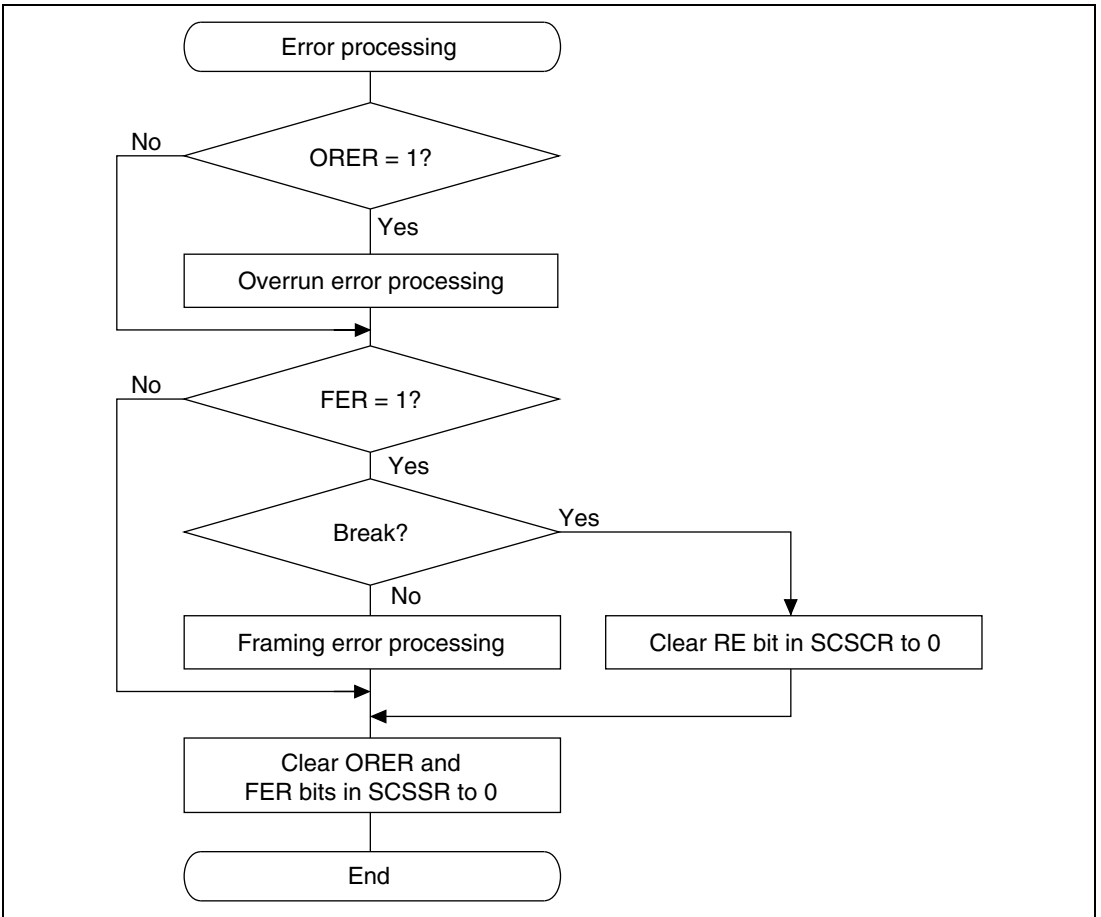 Error processing
No
ORER = 1?
Yes
Overrun error processing
No
FER = 1?
Yes
Break?
Yes
No
Framing error processing
Clear RE bit in SCSCR to 0
Clear ORER and
FER bits in SCSSR to 0
End